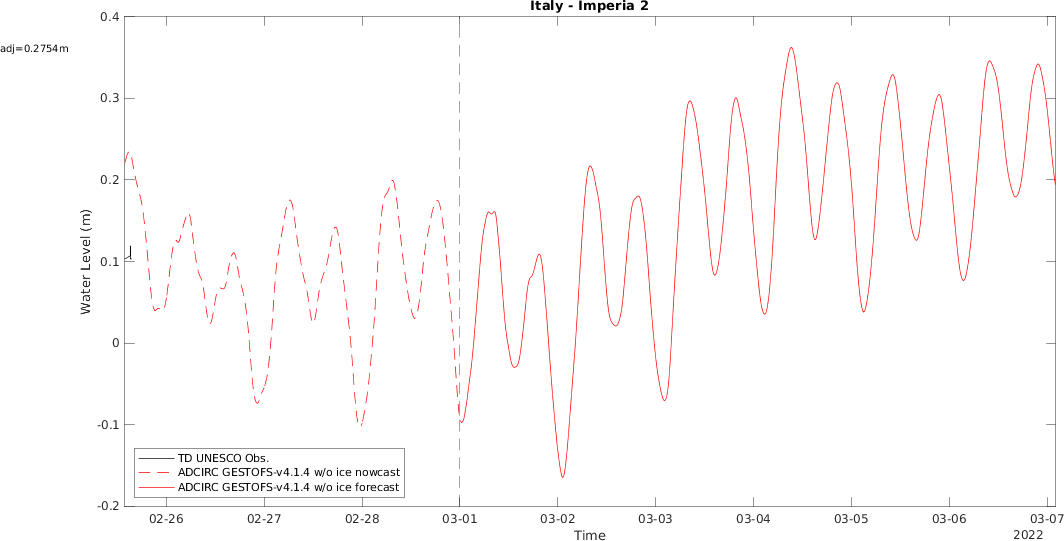 Italy - Imperia 2
adj=0.2754m
Water Level (m)
0.4
0.3
0.2
0.1
0
-0.1
-0.2
TD UNESCO Obs.
ADCIRC GESTOFS-v4.1.4 w/o ice nowcast
ADCIRC GESTOFS-v4.1.4 w/o ice forecast
02-26 02-27 02-28 03-01 03-02 03-03 03-04 03-05 03-06 03-07
Time
2022